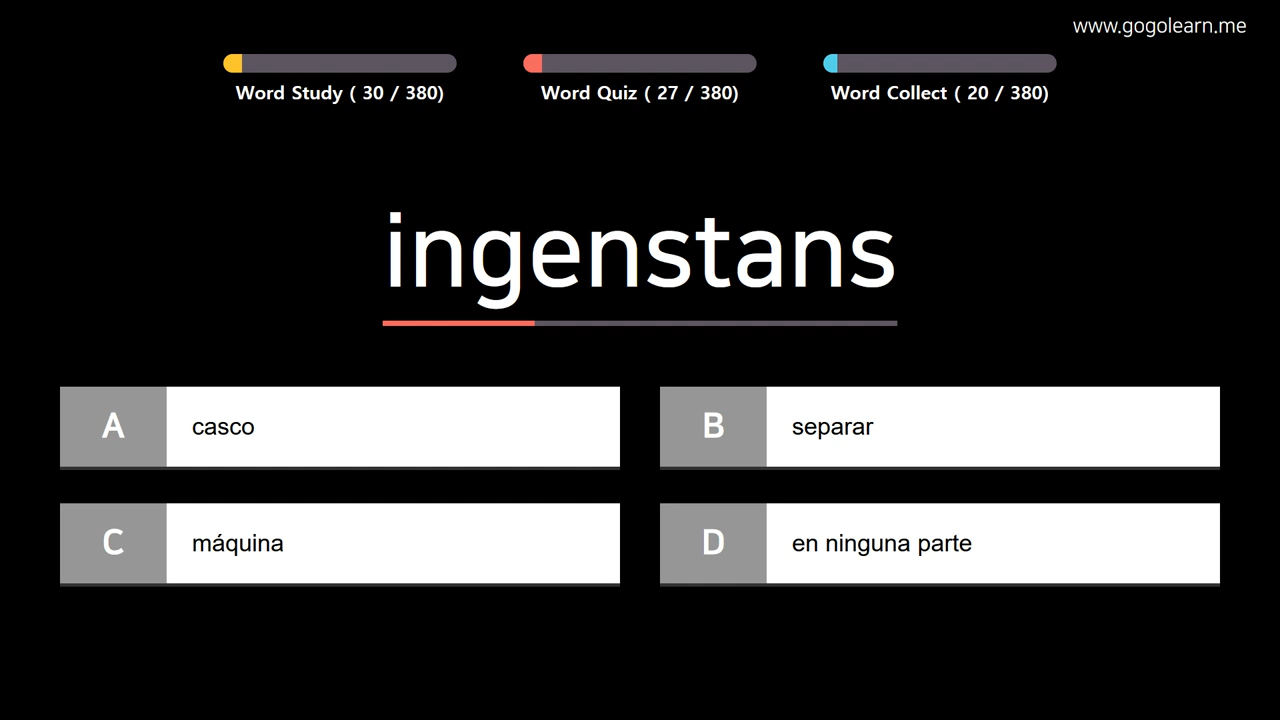 www.gogolearn.me
Word Study ( 30 / 380)
Word Quiz ( 27 / 380)
Word Collect ( 20 / 380)
ingenstans
A casco
B separar
C máquina
D en ninguna parte